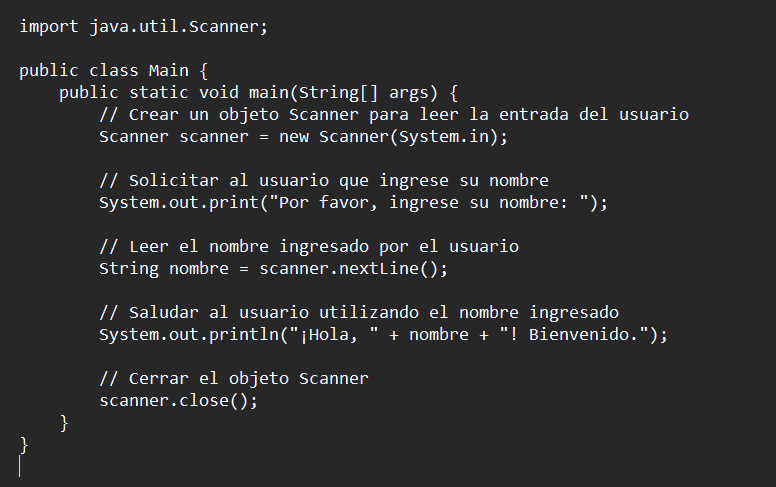 import java.util.Scanner;
public class Main {
public static void main(String[] args) {
// Crear un objeto Scanner para leer la entrada del usuario
Scanner scanner = new Scanner(System.in);
// Solicitar al usuario que ingrese su nombre
System.out.print("Por favor, ingrese su nombre: ");
// Leer el nombre ingresado por el usuario
String nombre = scanner.nextLine();
// Saludar al usuario utilizando el nombre ingresado
System.out.println("¡Hola, " + nombre + "! Bienvenido.");
// Cerrar el objeto Scanner
scanner.close();
}
}